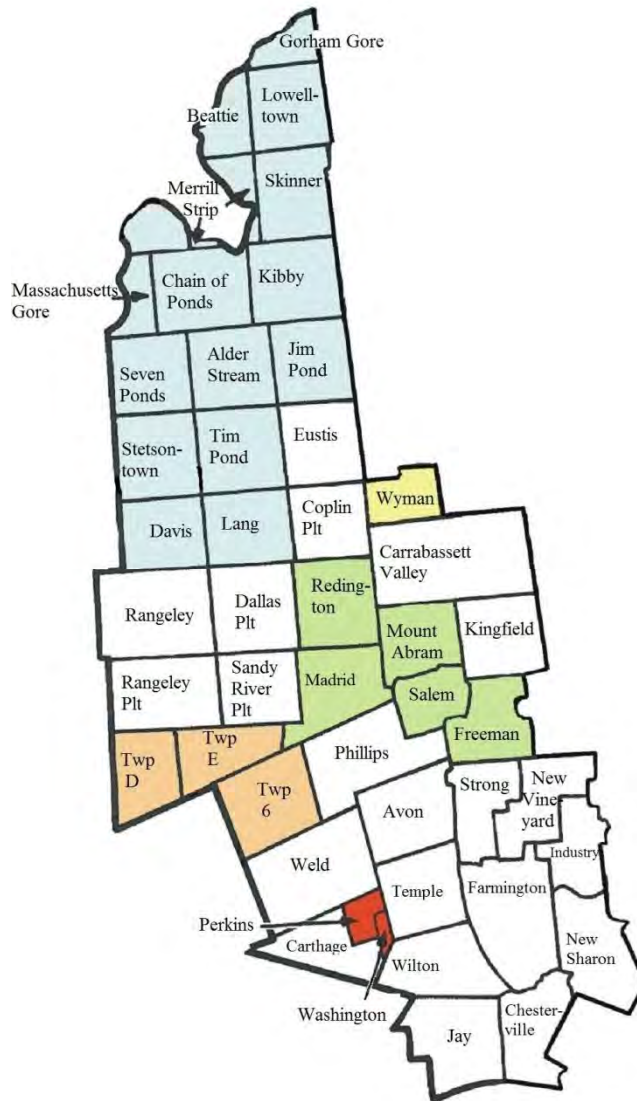 Gorham Gore
Lowell-
town
Beattie
Merrill
Strip
Skinner
Massachusetts
Gore
Chain of
Ponds
Kibby
Seven
Ponds
Alder
Stream
Jim
Pond
Stetson-
town
Tim
Pond
Eustis
Davis
Lang
Coplin
Plt
Wyman
Carrabassett
Valley
Rangeley
Dallas
Plt
Reding-
ton
Mount
Abram
Kingfield
Rangeley
Plt
Sandy
River
Plt
Madrid
Salem
Freeman
Twp
D
Twp
E
Twp
6
Phillips
Strong
New
Vine-
yard
Avon
Weld
Industry
Temple
Farmington
Perkins
Carthage
Wilton
New
Sharon
Washington
Jay
Chester-
ville